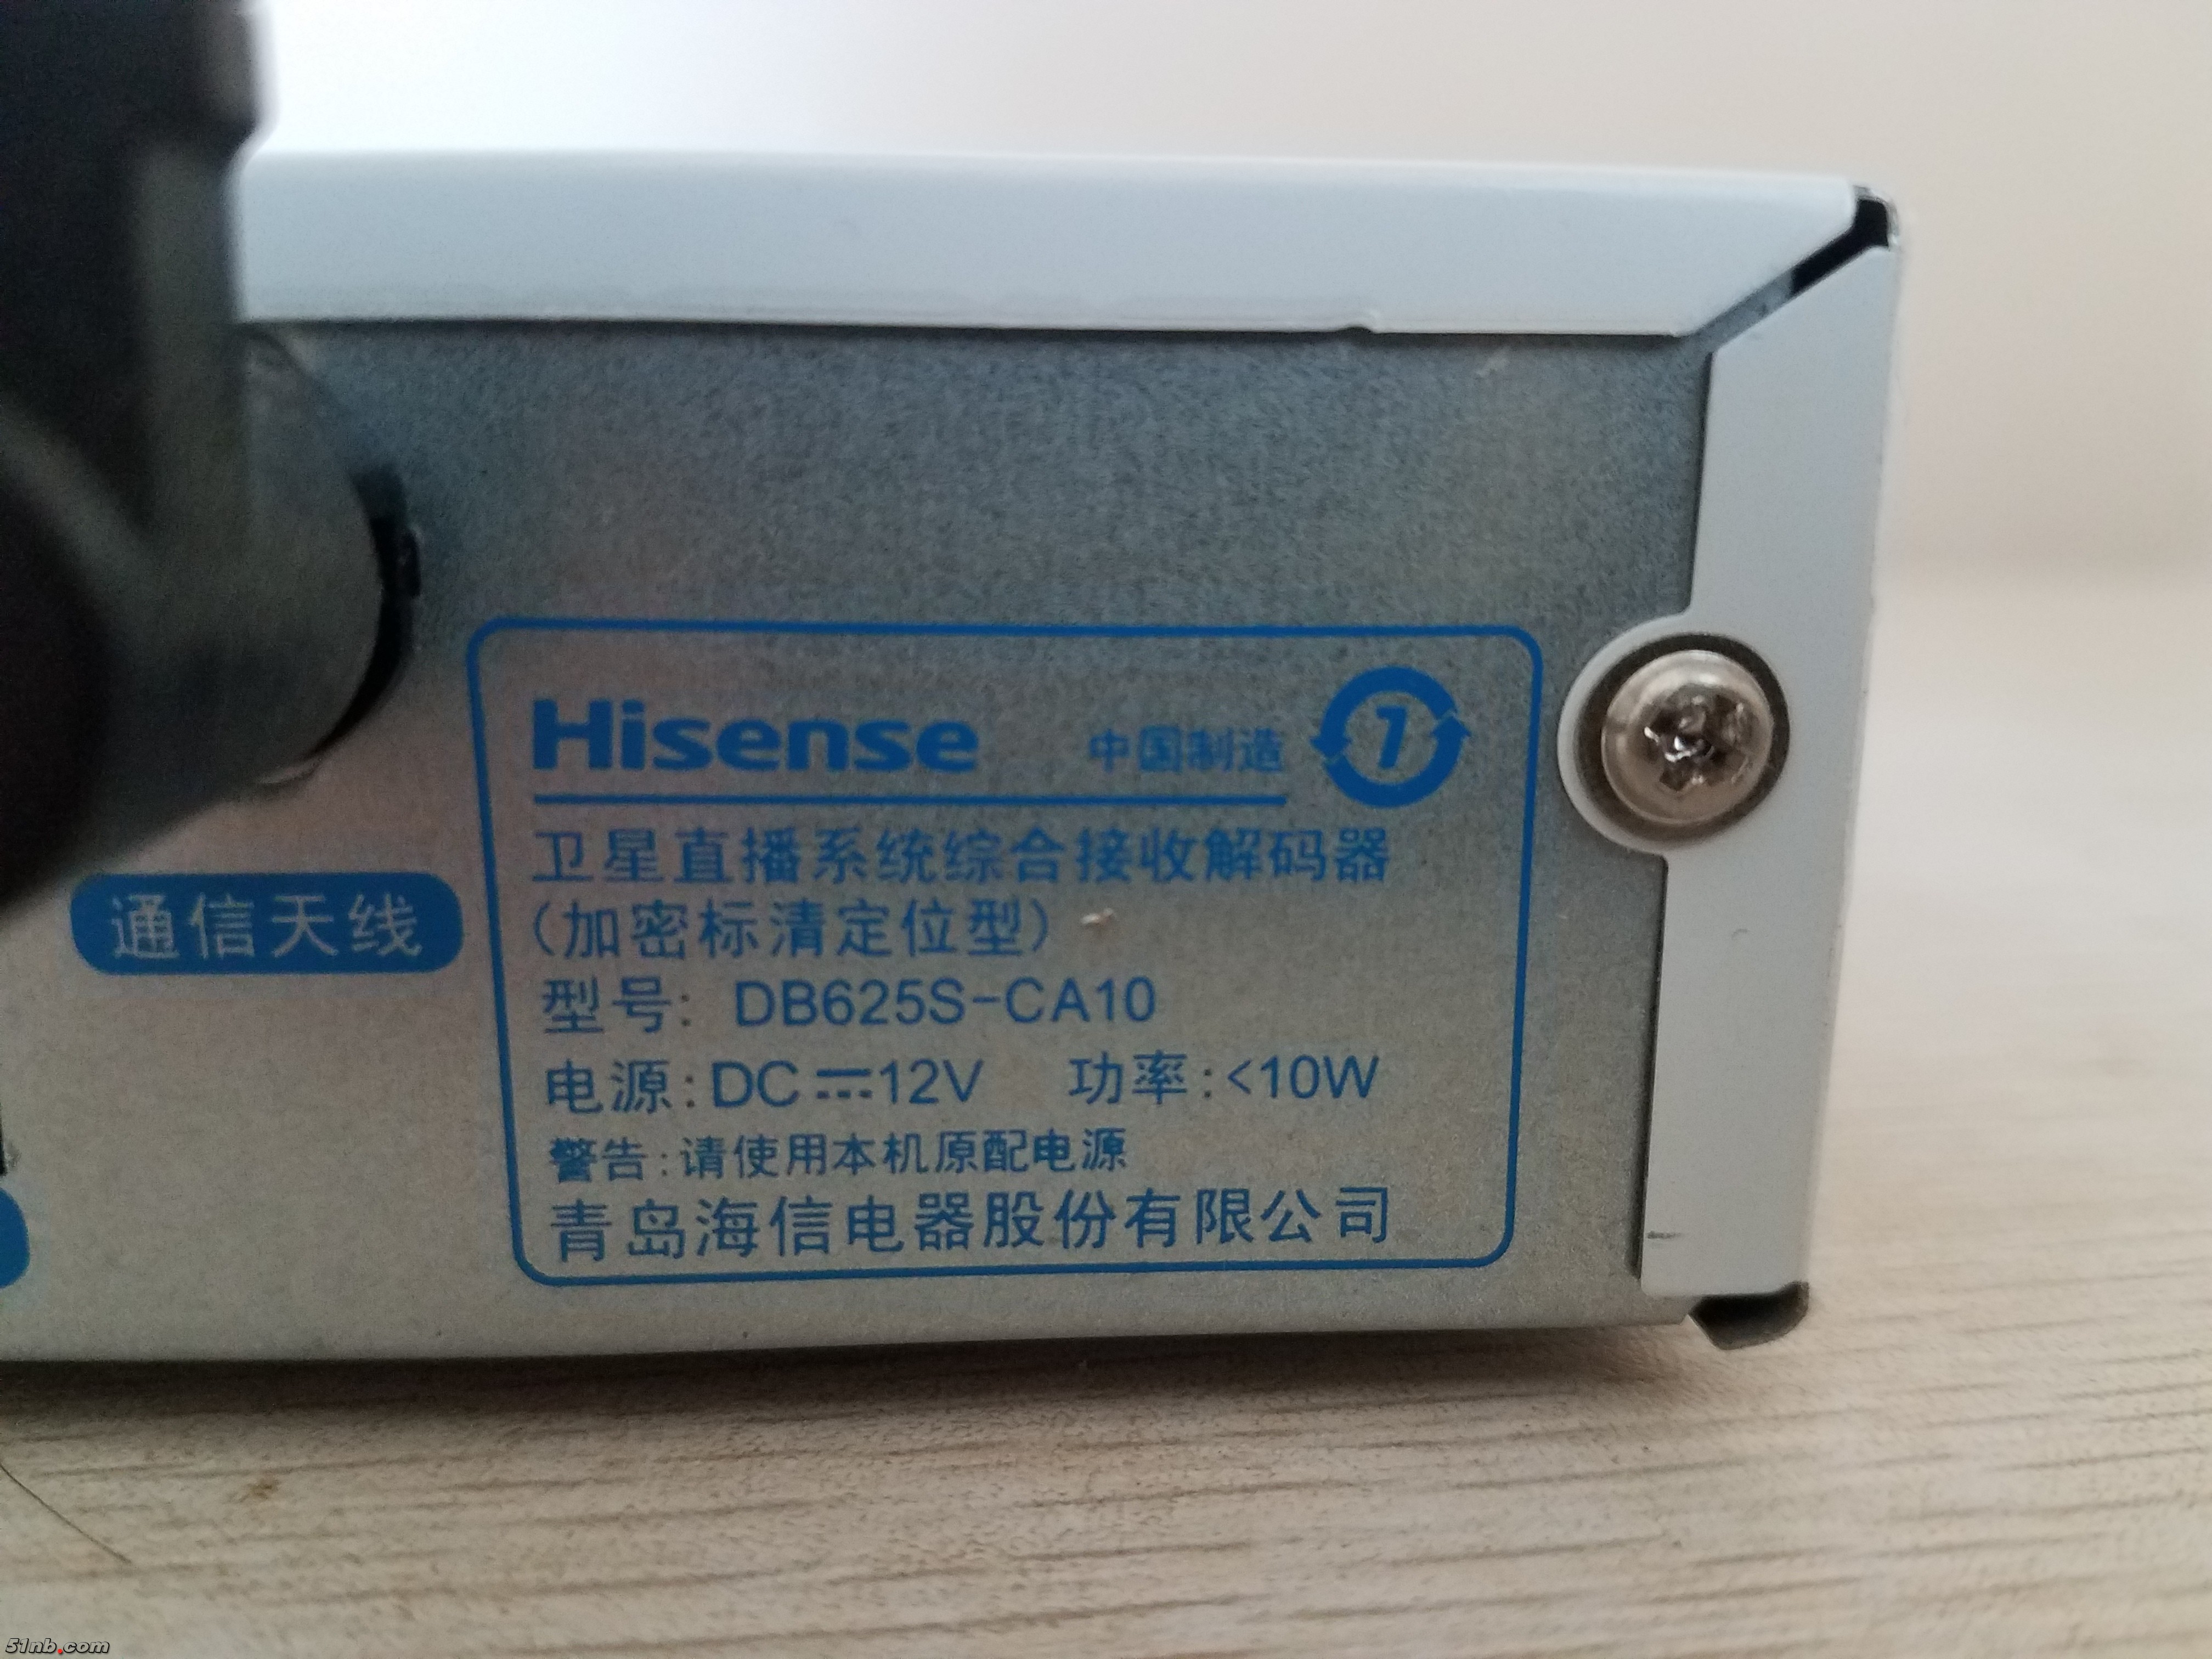 Hisense 中国制造 7
卫星直播系统综合接收解码器
(加密标清定位型)
通信天线
型号: DB625S-CA10
电源:DC⎓12V 功率:<10W
警告:请使用本机原配电源
青岛海信电器股份有限公司
51nb.com